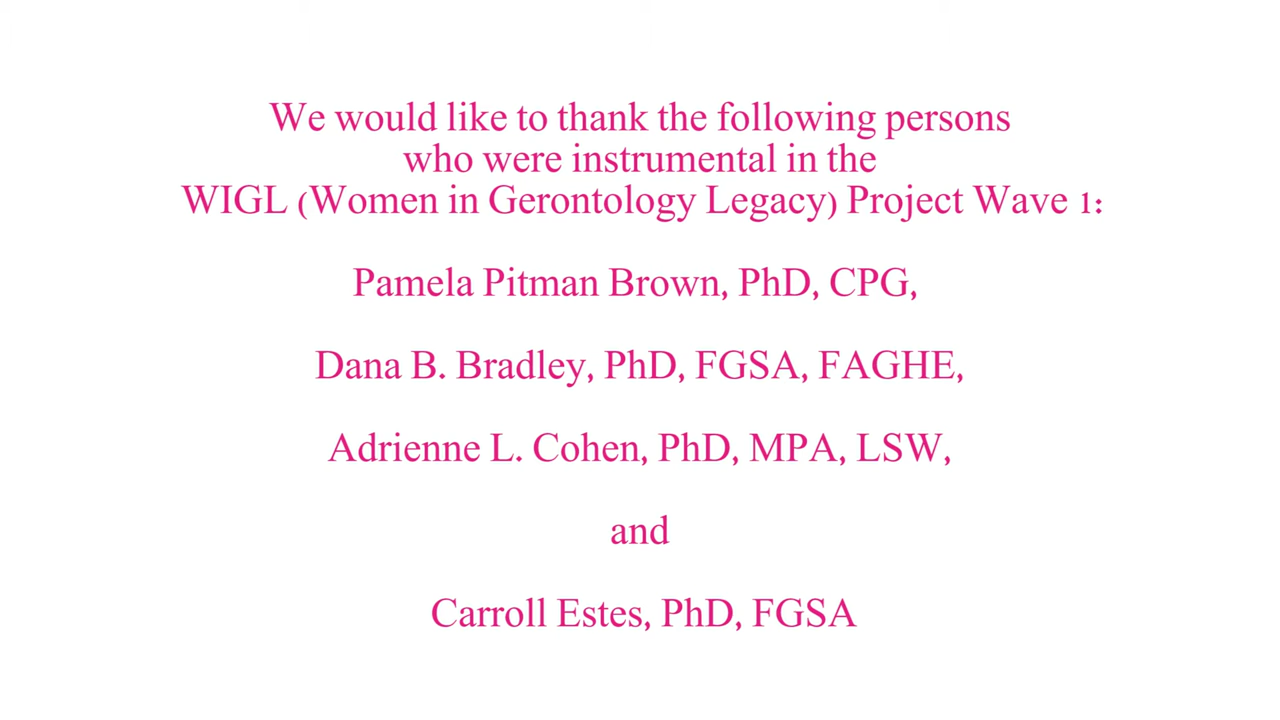 We would like to thank the following persons
who were instrumental in the
WIGL (Women in Gerontology Legacy) Project Wave 1:
Pamela Pitman Brown, PhD, CPG,
Dana B. Bradley, PhD, FGSA, FAGHE,
Adrienne L. Cohen, PhD, MPA, LSW,
and
Carroll Estes, PhD, FGSA